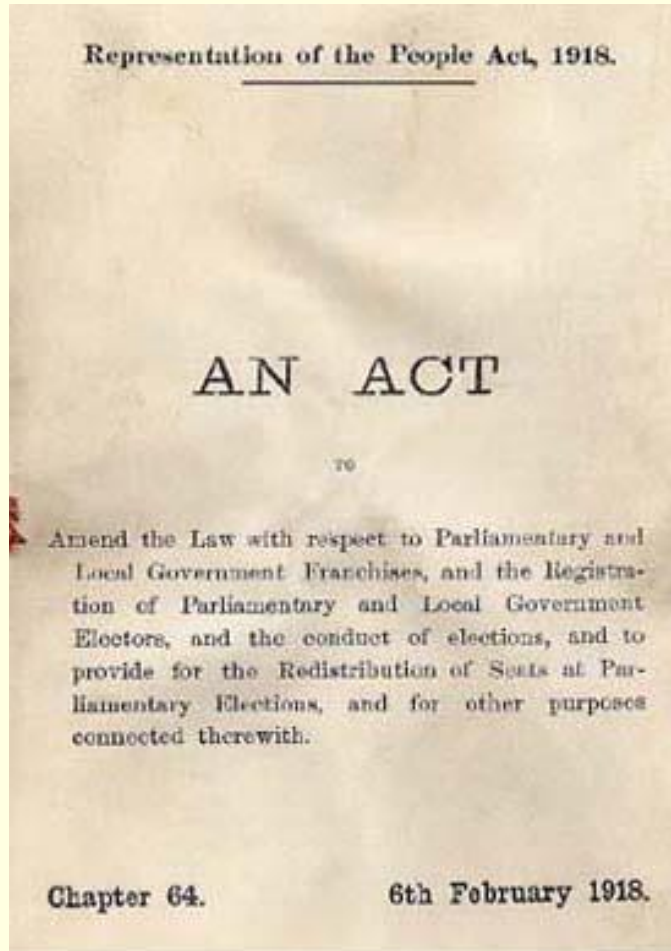 Representation of the People Act, 1918.
AN ACT
TO
Amend the Law with respect to Parliamentary and
Local Government Franchises, and the Registra-
tion of Parliamentary and Local Government
Electors, and the conduct of elections, and to
provide for the Redistribution of Seats at Par-
liamentary Elections, and for other purposes
connected therewith.
Chapter 64.
6th February 1918.